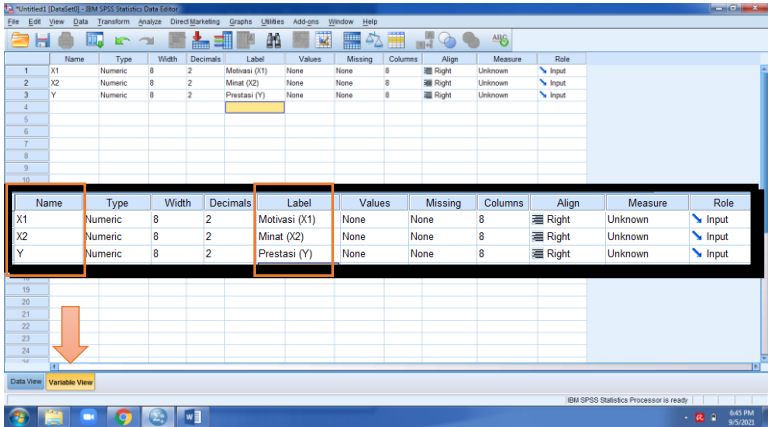 *Untitled1 [DataSet0] - IBM SPSS Statistics Data Editor
File Edit View Data Transform Analyze Direct Marketing Graphs Utilities Add-ons Window Help
Name Type Width Decimals Label Values Missing Columns Align Measure Role
1 X1 Numeric 8 2 Motivasi (X1) None None 8 Right Unknown Input
2 X2 Numeric 8 2 Minat (X2) None None 8 Right Unknown Input
3 Y Numeric 8 2 Prestasi (Y) None None 8 Right Unknown Input
4
5
6
7
8
9
10
Name Type Width Decimals Label Values Missing Columns Align Measure Role
X1 Numeric 8 2 Motivasi (X1) None None 8 Right Unknown Input
X2 Numeric 8 2 Minat (X2) None None 8 Right Unknown Input
Y Numeric 8 2 Prestasi (Y) None None 8 Right Unknown Input
19
20
21
22
23
24
Data View Variable View
IBM SPSS Statistics Processor is ready
6:45 PM
9/5/2021